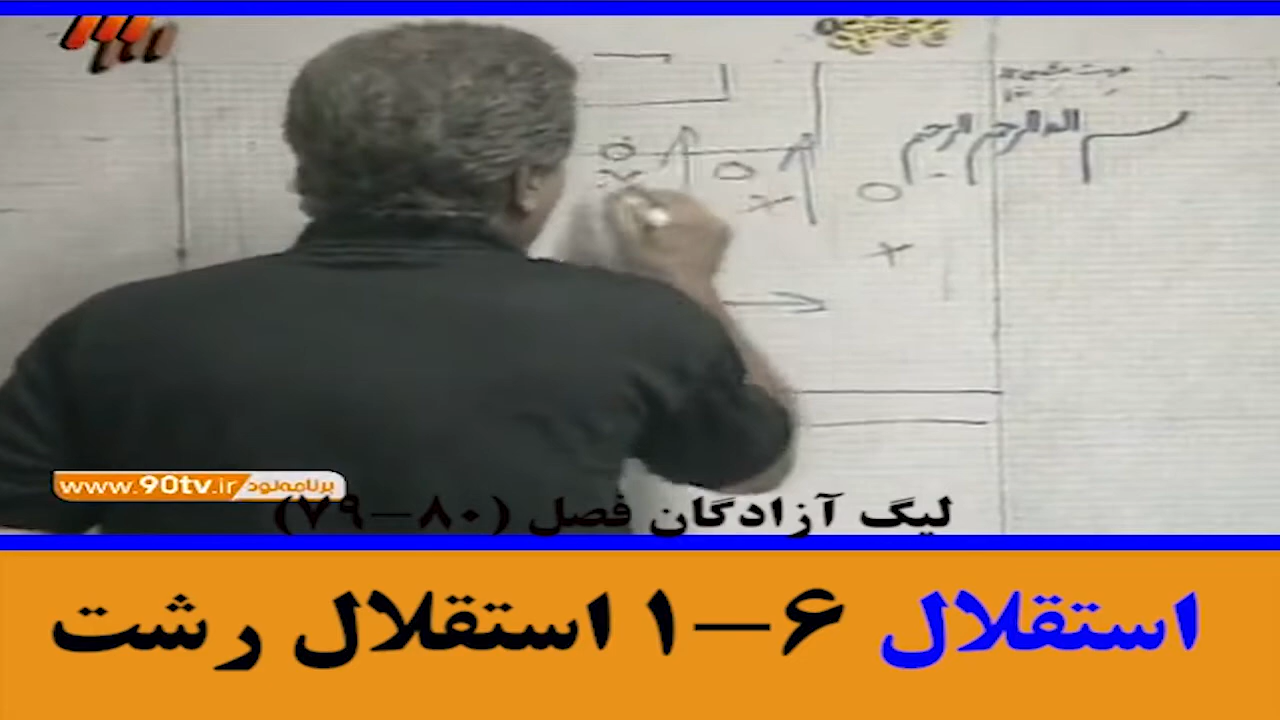 بسم الله الرحمن الرحیم
www.90tv.ir برنامه‌نود
لیگ آزادگان فصل (۸۰–۷۹)
استقلال ۶–۱ استقلال رشت